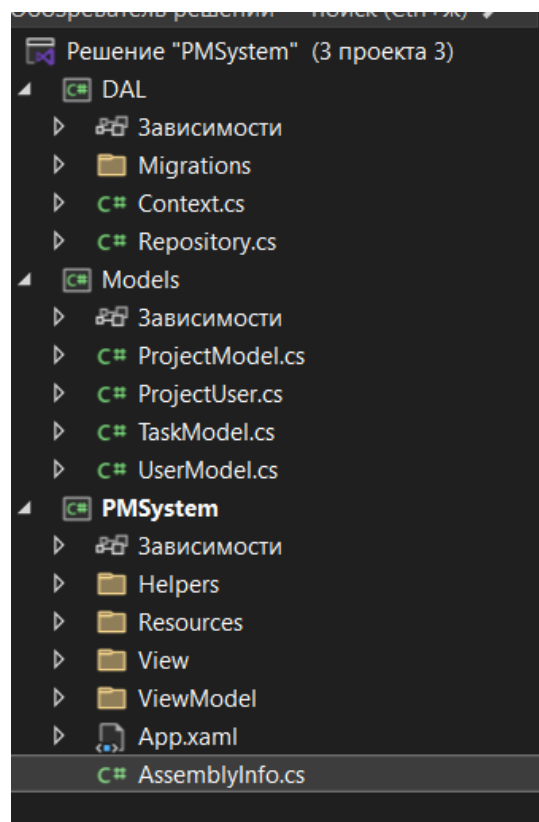 Решение "PMSystem" (3 проекта 3)
C# DAL
Зависимости
Migrations
C# Context.cs
C# Repository.cs
C# Models
Зависимости
C# ProjectModel.cs
C# ProjectUser.cs
C# TaskModel.cs
C# UserModel.cs
C# PMSystem
Зависимости
Helpers
Resources
View
ViewModel
App.xaml
C# AssemblyInfo.cs